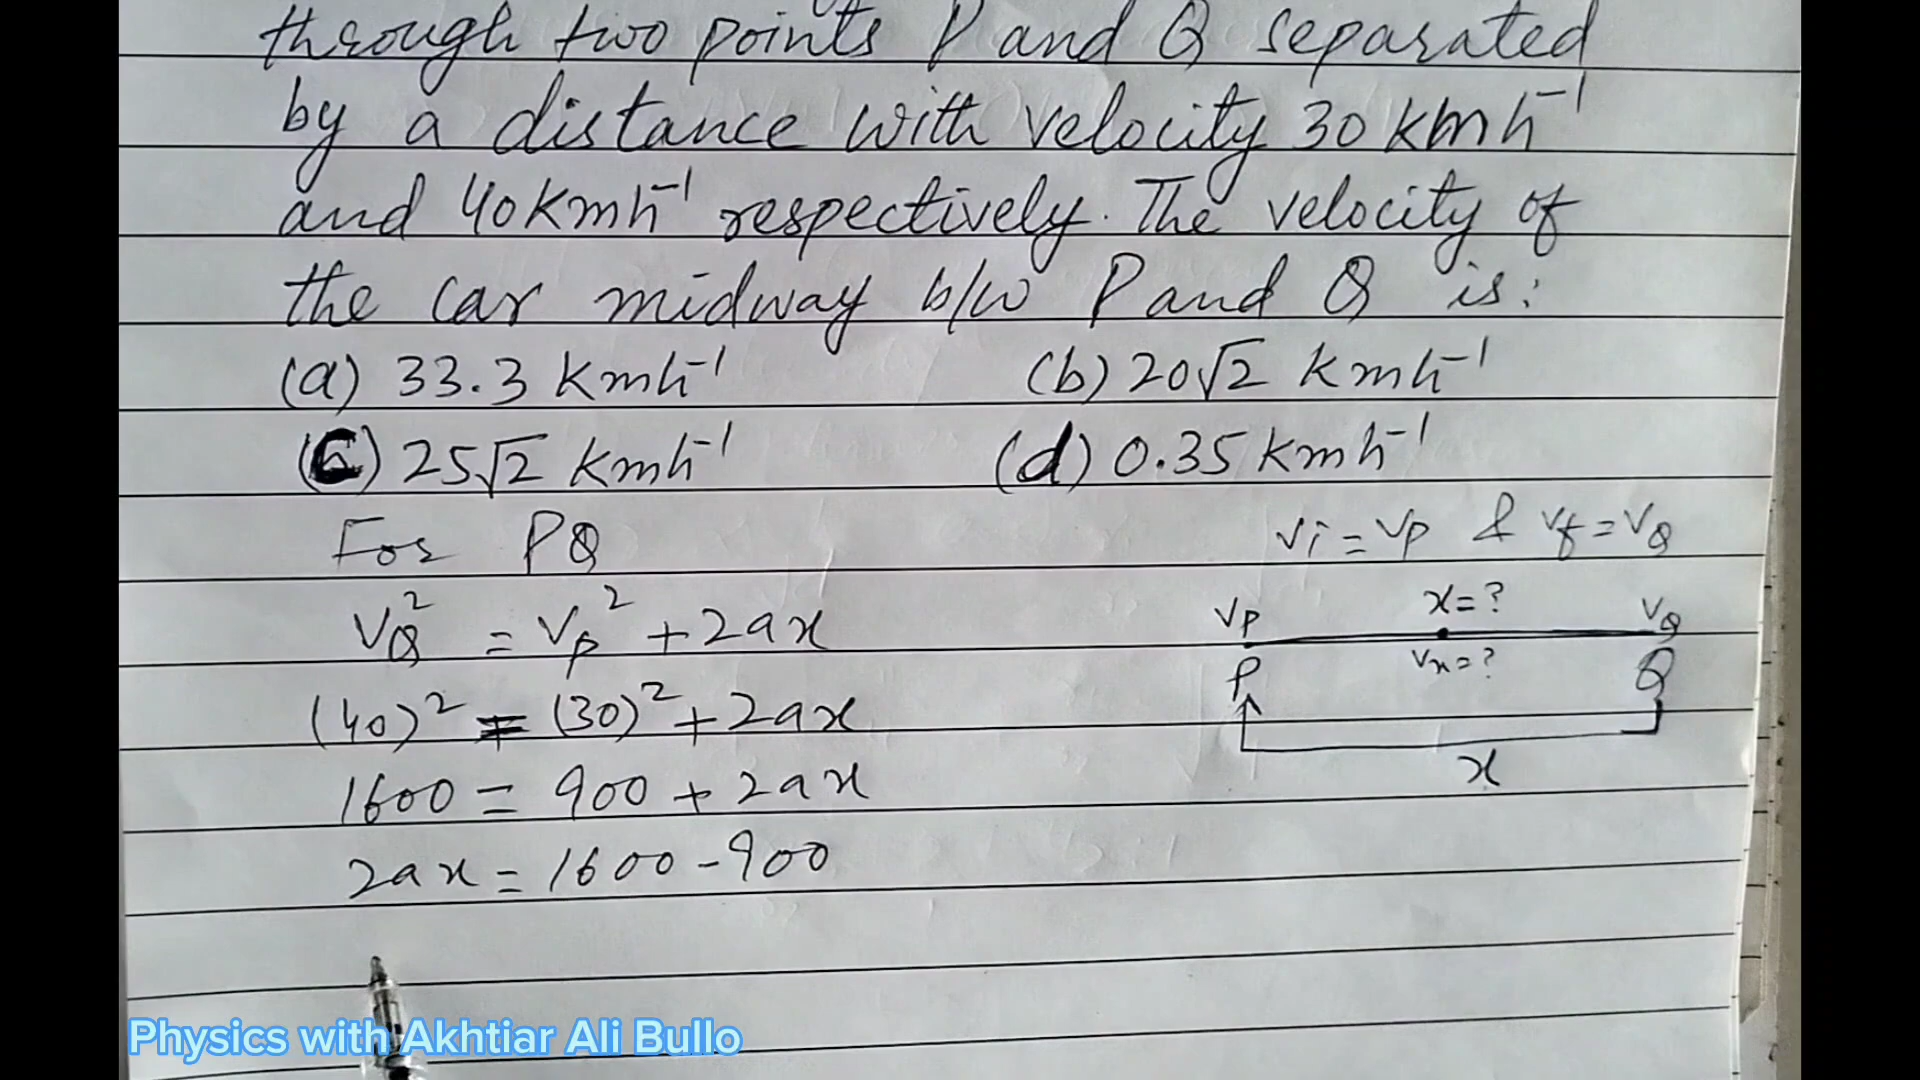 through two points P and Q separated
by a distance with velocity 30 kmh⁻¹
and 40 kmh⁻¹ respectively. The velocity of
the car midway b/w P and Q is:
(a) 33.3 kmh⁻¹ (b) 20√2 kmh⁻¹
(c) 25√2 kmh⁻¹ (d) 0.35 kmh⁻¹
For PQ
vi = vP & vf = vQ
vQ² = vP² + 2ax
(40)² = (30)² + 2ax
1600 = 900 + 2ax
2ax = 1600 - 900
x = ?
vP vQ
vx = ?
P Q
x
Physics with Akhtiar Ali Bullo